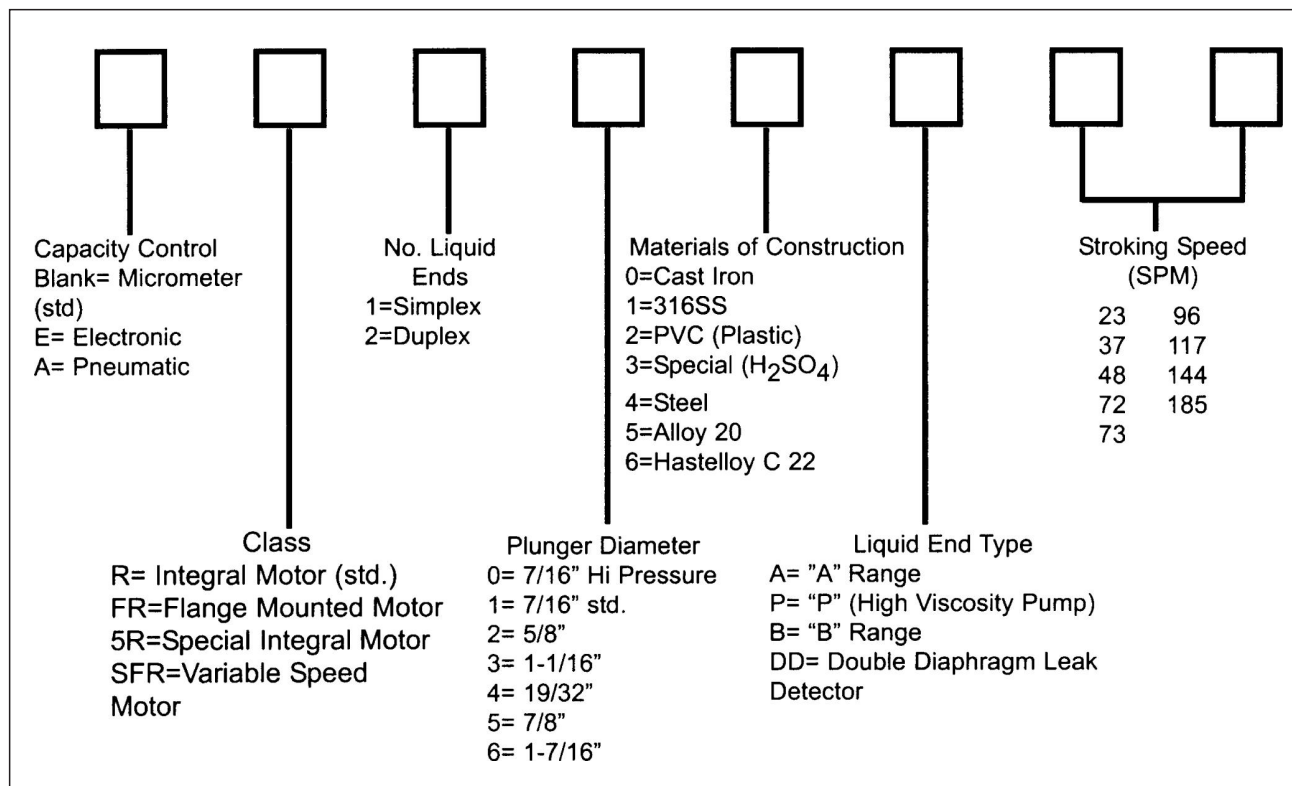 Capacity Control
Blank= Micrometer
(std)
E= Electronic
A= Pneumatic
No. Liquid
Ends
1=Simplex
2=Duplex
Materials of Construction
0=Cast Iron
1=316SS
2=PVC (Plastic)
3=Special (H₂SO₄)
4=Steel
5=Alloy 20
6=Hastelloy C 22
Stroking Speed
(SPM)
23 96
37 117
48 144
72 185
73
Class
R= Integral Motor (std.)
FR=Flange Mounted Motor
5R=Special Integral Motor
SFR=Variable Speed
Motor
Plunger Diameter
0= 7/16” Hi Pressure
1= 7/16” std.
2= 5/8”
3= 1-1/16”
4= 19/32”
5= 7/8”
6= 1-7/16”
Liquid End Type
A= ”A” Range
P= “P” (High Viscosity Pump)
B= “B” Range
DD= Double Diaphragm Leak
Detector